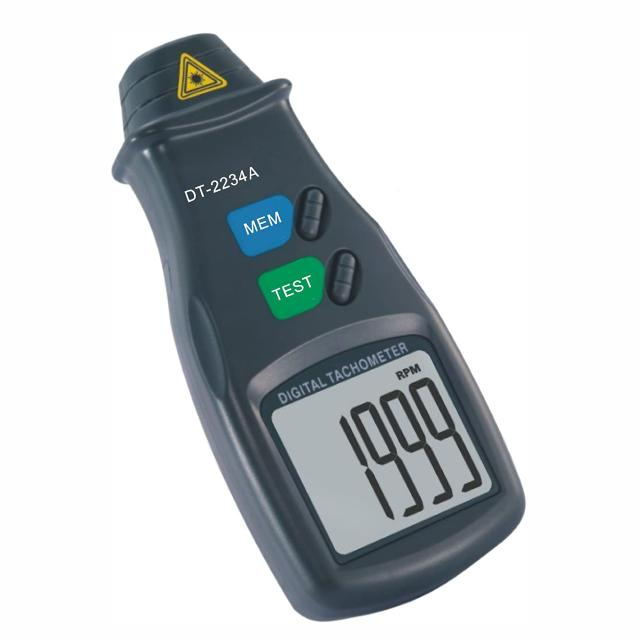 DT-2234A
MEM
TEST
DIGITAL TACHOMETER
RPM
1999